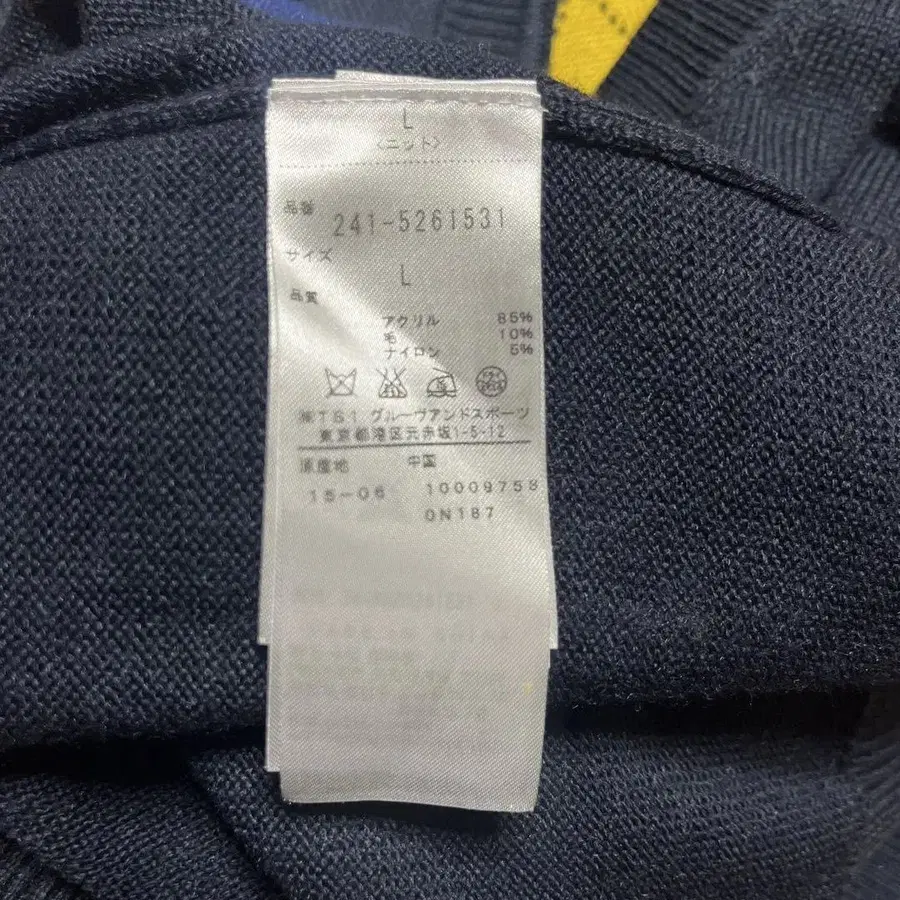 L
<ニット>
品番
241-5261531
サイズ
L
品質
アクリル 85%
毛 10%
ナイロン 5%
㈱TSI グルーヴアンドスポーツ
東京都港区元赤坂1-5-12
原産地 中国
15-06 10009758
0N187